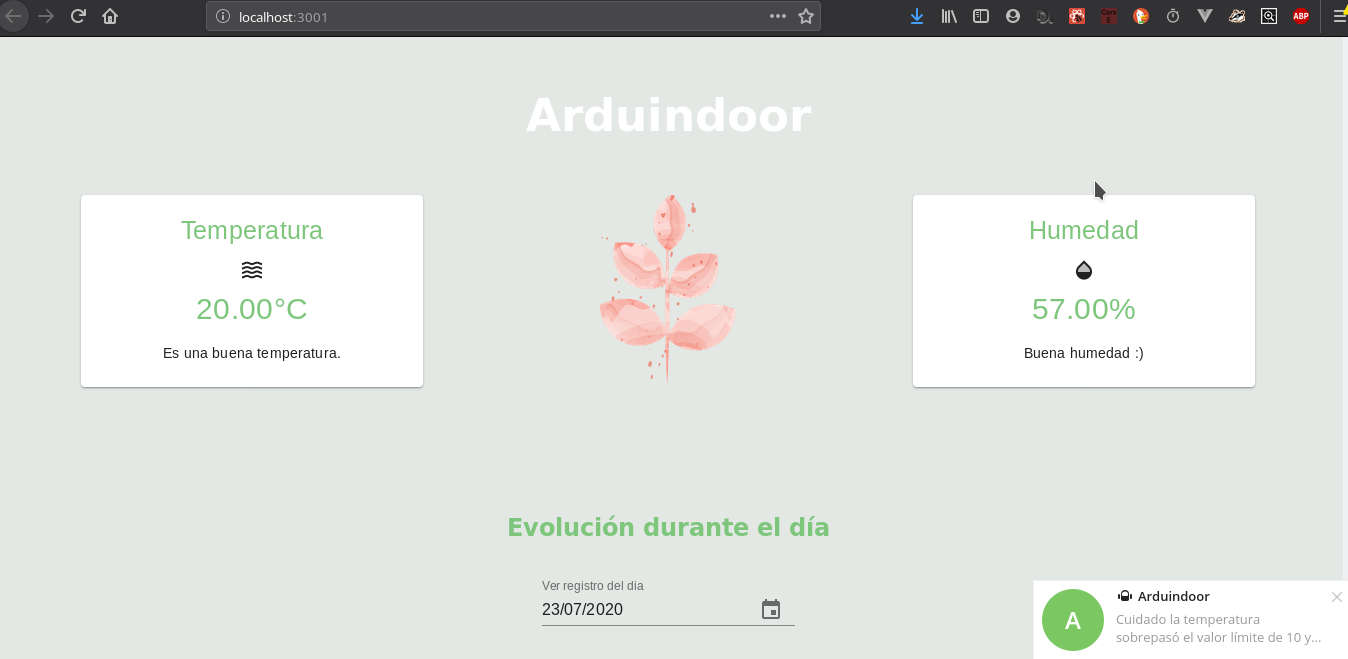 localhost:3001
ABP
Arduindoor
Temperatura
20.00°C
Es una buena temperatura.
Humedad
57.00%
Buena humedad :)
Evolución durante el día
Ver registro del dia
23/07/2020
A
Arduindoor
Cuidado la temperatura
sobrepasó el valor límite de 10 y...